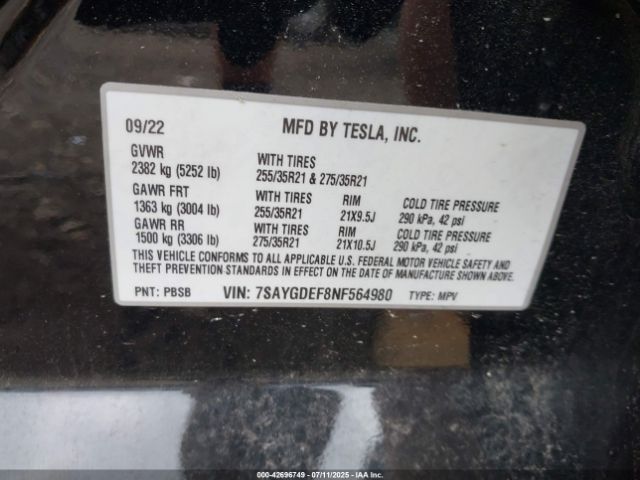 09/22 MFD BY TESLA, INC.
GVWR WITH TIRES
2382 kg (5252 lb) 255/35R21 & 275/35R21
GAWR FRT WITH TIRES RIM COLD TIRE PRESSURE
1363 kg (3004 lb) 255/35R21 21X9.5J 290 kPa, 42 psi
GAWR RR WITH TIRES RIM COLD TIRE PRESSURE
1500 kg (3306 lb) 275/35R21 21X10.5J 290 kPa, 42 psi
THIS VEHICLE CONFORMS TO ALL APPLICABLE U.S. FEDERAL MOTOR VEHICLE SAFETY AND
THEFT PREVENTION STANDARDS IN EFFECT ON THE DATE OF MANUFACTURE SHOWN ABOVE.
PNT: PBSB VIN: 7SAYGDEF8NF564980 TYPE: MPV
000-42696749 07/11/2025 IAA Inc.